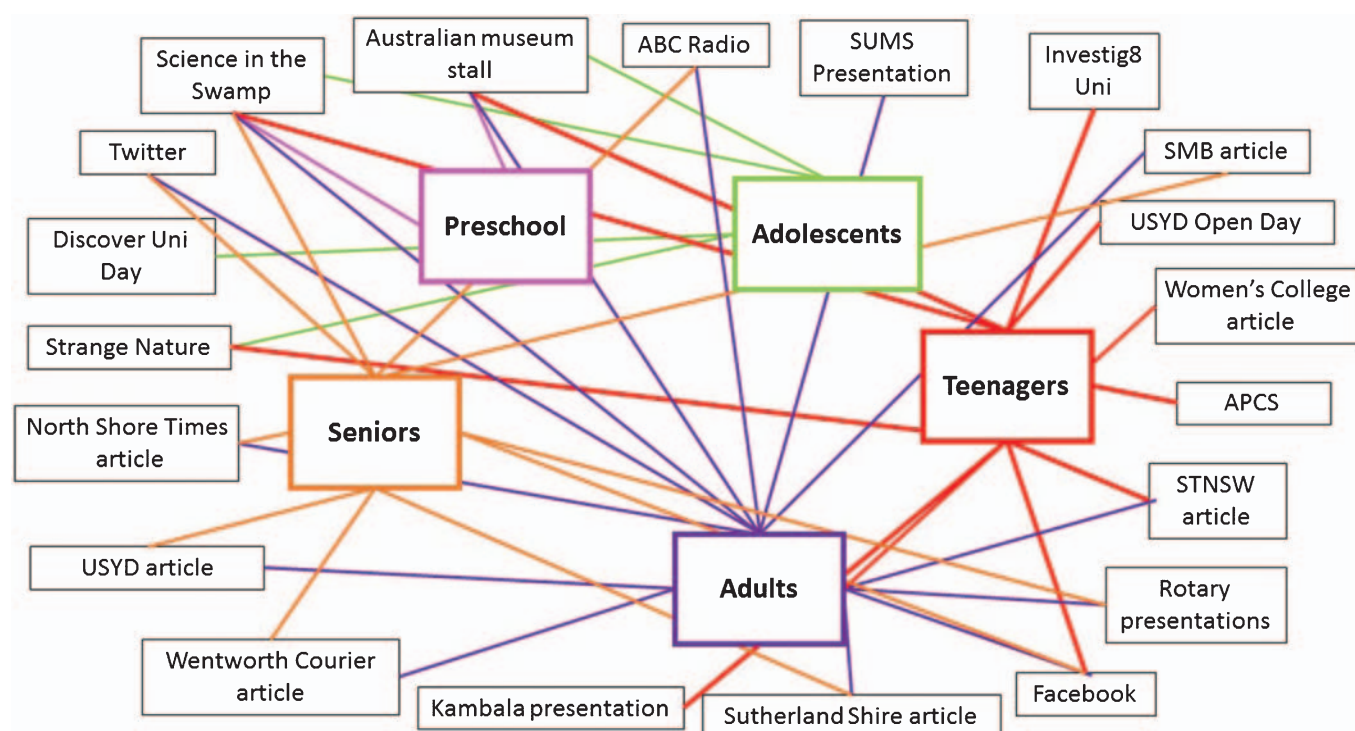 Science in the
Swamp
Australian museum
stall
ABC Radio
SUMS
Presentation
Investig8
Uni
Twitter
SMB article
Preschool
Adolescents
USYD Open Day
Discover Uni
Day
Women’s College
article
Strange Nature
Teenagers
APCS
North Shore Times
article
Seniors
STNSW
article
USYD article
Adults
Rotary
presentations
Wentworth Courier
article
Kambala presentation
Sutherland Shire article
Facebook